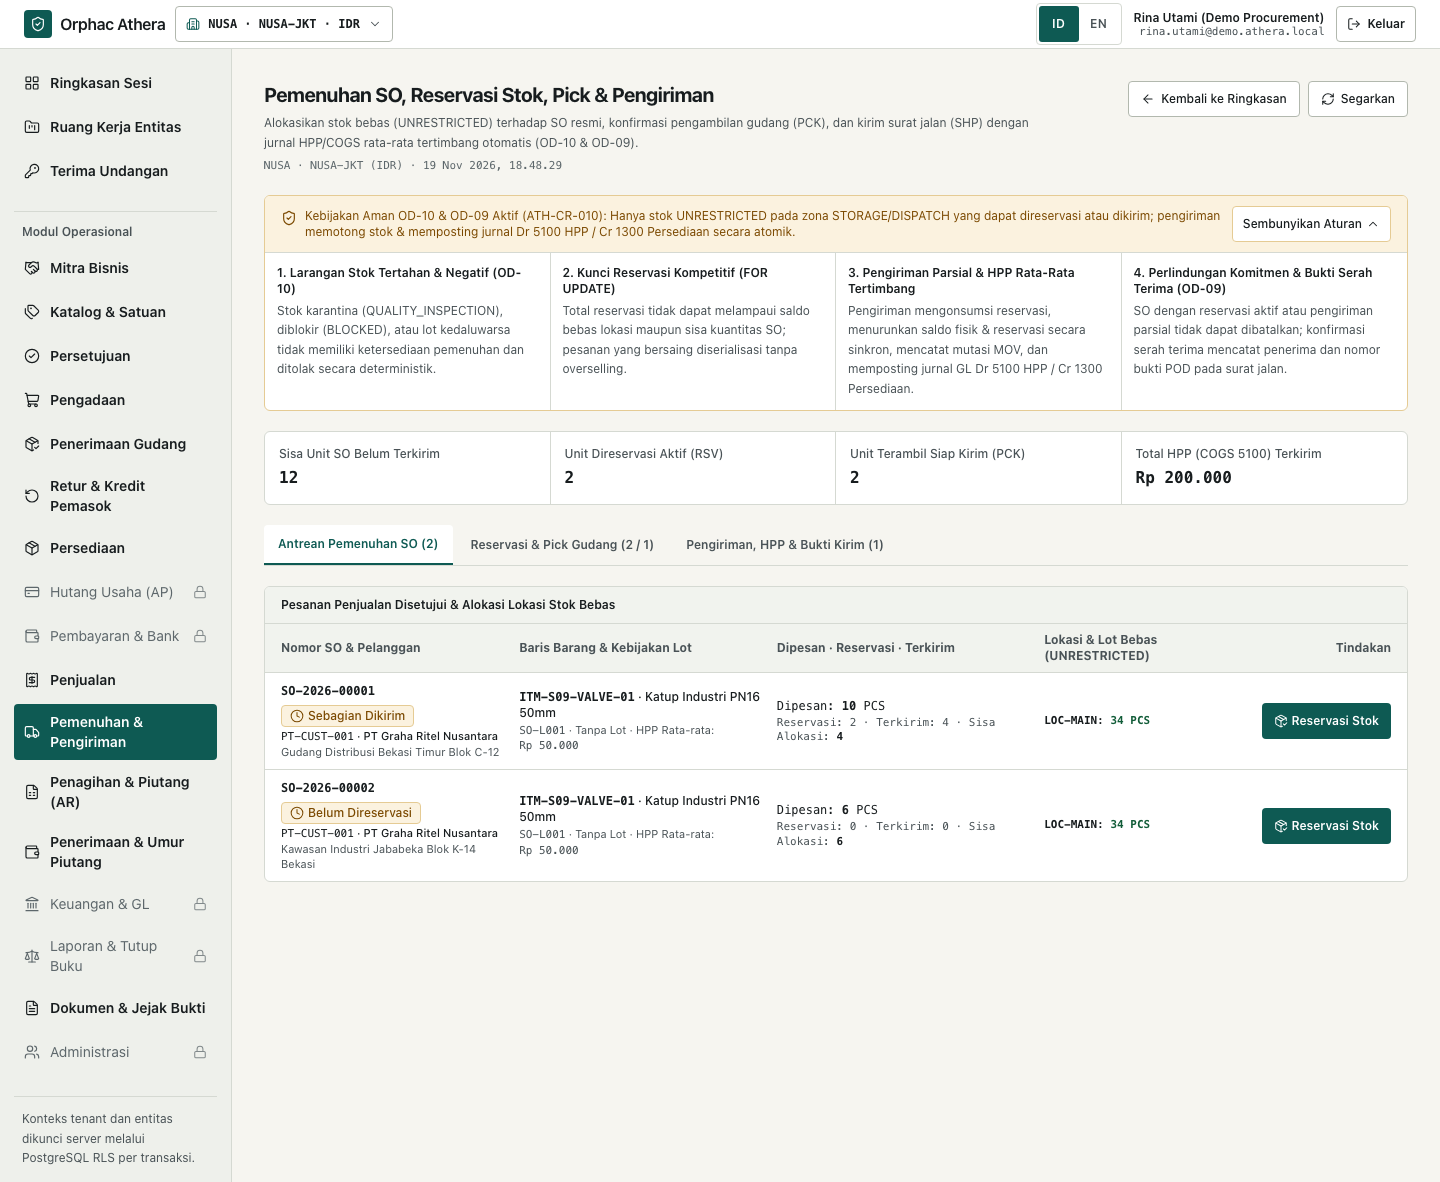 Orphac Athera
NUSA · NUSA-JKT · IDR
ID
EN
Rina Utami (Demo Procurement)
rina.utami@demo.athera.local
Keluar
Ringkasan Sesi
Ruang Kerja Entitas
Terima Undangan
Modul Operasional
Mitra Bisnis
Katalog & Satuan
Persetujuan
Pengadaan
Penerimaan Gudang
Retur & Kredit
Pemasok
Persediaan
Hutang Usaha (AP)
Pembayaran & Bank
Penjualan
Pemenuhan &
Pengiriman
Penagihan & Piutang
(AR)
Penerimaan & Umur
Piutang
Keuangan & GL
Laporan & Tutup
Buku
Dokumen & Jejak Bukti
Administrasi
Konteks tenant dan entitas
dikunci server melalui
PostgreSQL RLS per transaksi.
Pemenuhan SO, Reservasi Stok, Pick & Pengiriman
Alokasikan stok bebas (UNRESTRICTED) terhadap SO resmi, konfirmasi pengambilan gudang (PCK), dan kirim surat jalan (SHP) dengan
jurnal HPP/COGS rata-rata tertimbang otomatis (OD-10 & OD-09).
NUSA · NUSA-JKT (IDR) · 19 Nov 2026, 18.48.29
Kembali ke Ringkasan
Segarkan
Kebijakan Aman OD-10 & OD-09 Aktif (ATH-CR-010): Hanya stok UNRESTRICTED pada zona STORAGE/DISPATCH yang dapat direservasi atau dikirim; pengiriman
memotong stok & memposting jurnal Dr 5100 HPP / Cr 1300 Persediaan secara atomik.
Sembunyikan Aturan
1. Larangan Stok Tertahan & Negatif (OD-
10)
Stok karantina (QUALITY_INSPECTION),
diblokir (BLOCKED), atau lot kedaluwarsa
tidak memiliki ketersediaan pemenuhan dan
ditolak secara deterministik.
2. Kunci Reservasi Kompetitif (FOR
UPDATE)
Total reservasi tidak dapat melampaui saldo
bebas lokasi maupun sisa kuantitas SO;
pesanan yang bersaing diserialisasi tanpa
overselling.
3. Pengiriman Parsial & HPP Rata-Rata
Tertimbang
Pengiriman mengonsumsi reservasi,
menurunkan saldo fisik & reservasi secara
sinkron, mencatat mutasi MOV, dan
memposting jurnal GL Dr 5100 HPP / Cr 1300
Persediaan.
4. Perlindungan Komitmen & Bukti Serah
Terima (OD-09)
SO dengan reservasi aktif atau pengiriman
parsial tidak dapat dibatalkan; konfirmasi
serah terima mencatat penerima dan nomor
bukti POD pada surat jalan.
Sisa Unit SO Belum Terkirim
12
Unit Direservasi Aktif (RSV)
2
Unit Terambil Siap Kirim (PCK)
2
Total HPP (COGS 5100) Terkirim
Rp 200.000
Antrean Pemenuhan SO (2)
Reservasi & Pick Gudang (2 / 1)
Pengiriman, HPP & Bukti Kirim (1)
Pesanan Penjualan Disetujui & Alokasi Lokasi Stok Bebas
Nomor SO & Pelanggan
Baris Barang & Kebijakan Lot
Dipesan · Reservasi · Terkirim
Lokasi & Lot Bebas
(UNRESTRICTED)
Tindakan
SO-2026-00001
Sebagian Dikirim
PT-CUST-001 · PT Graha Ritel Nusantara
Gudang Distribusi Bekasi Timur Blok C-12
ITM-S09-VALVE-01 · Katup Industri PN16
50mm
SO-L001 · Tanpa Lot · HPP Rata-rata:
Rp 50.000
Dipesan: 10 PCS
Reservasi: 2 · Terkirim: 4 · Sisa
Alokasi: 4
LOC-MAIN: 34 PCS
Reservasi Stok
SO-2026-00002
Belum Direservasi
PT-CUST-001 · PT Graha Ritel Nusantara
Kawasan Industri Jababeka Blok K-14
Bekasi
ITM-S09-VALVE-01 · Katup Industri PN16
50mm
SO-L001 · Tanpa Lot · HPP Rata-rata:
Rp 50.000
Dipesan: 6 PCS
Reservasi: 0 · Terkirim: 0 · Sisa
Alokasi: 6
LOC-MAIN: 34 PCS
Reservasi Stok